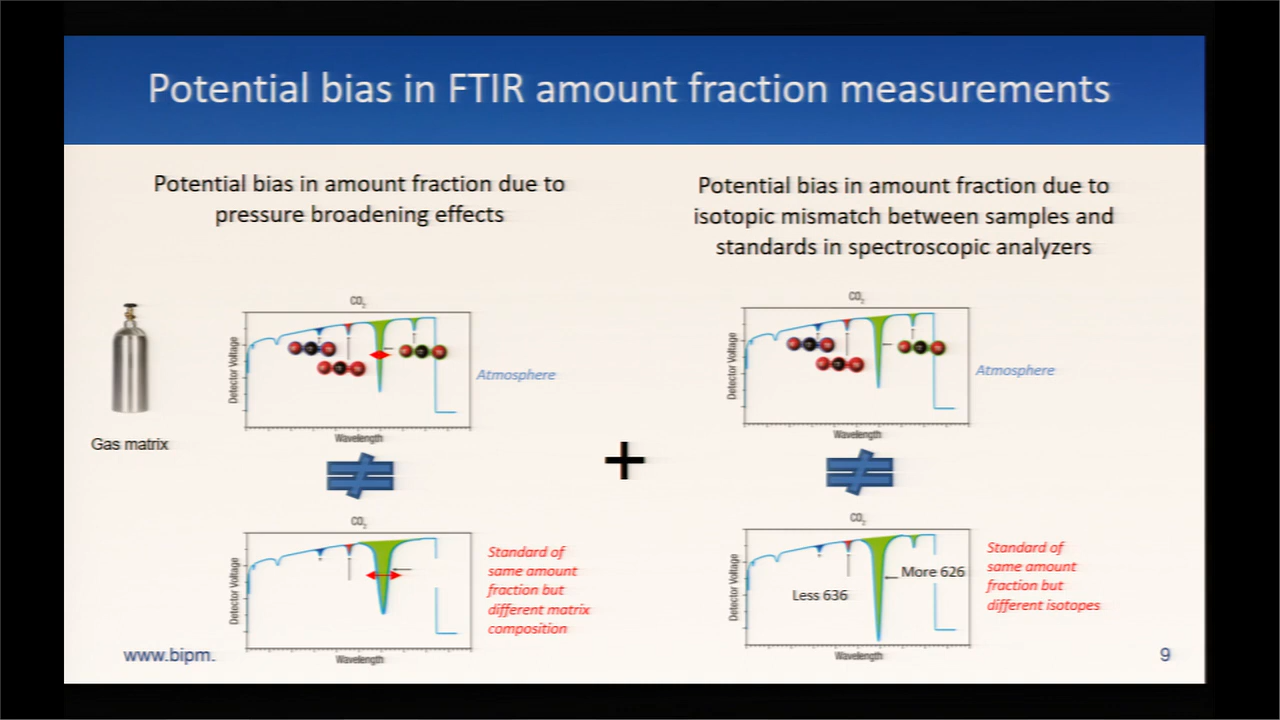 Potential bias in FTIR amount fraction measurements
Potential bias in amount fraction due to
pressure broadening effects
Gas matrix
CO2
Detector Voltage
Wavelength
Atmosphere
CO2
Detector Voltage
Wavelength
Standard of
same amount
fraction but
different matrix
composition
+
Potential bias in amount fraction due to
isotopic mismatch between samples and
standards in spectroscopic analyzers
CO2
Detector Voltage
Wavelength
Atmosphere
CO2
Detector Voltage
More 626
Less 636
Wavelength
Standard of
same amount
fraction but
different isotopes
www.bipm.
9